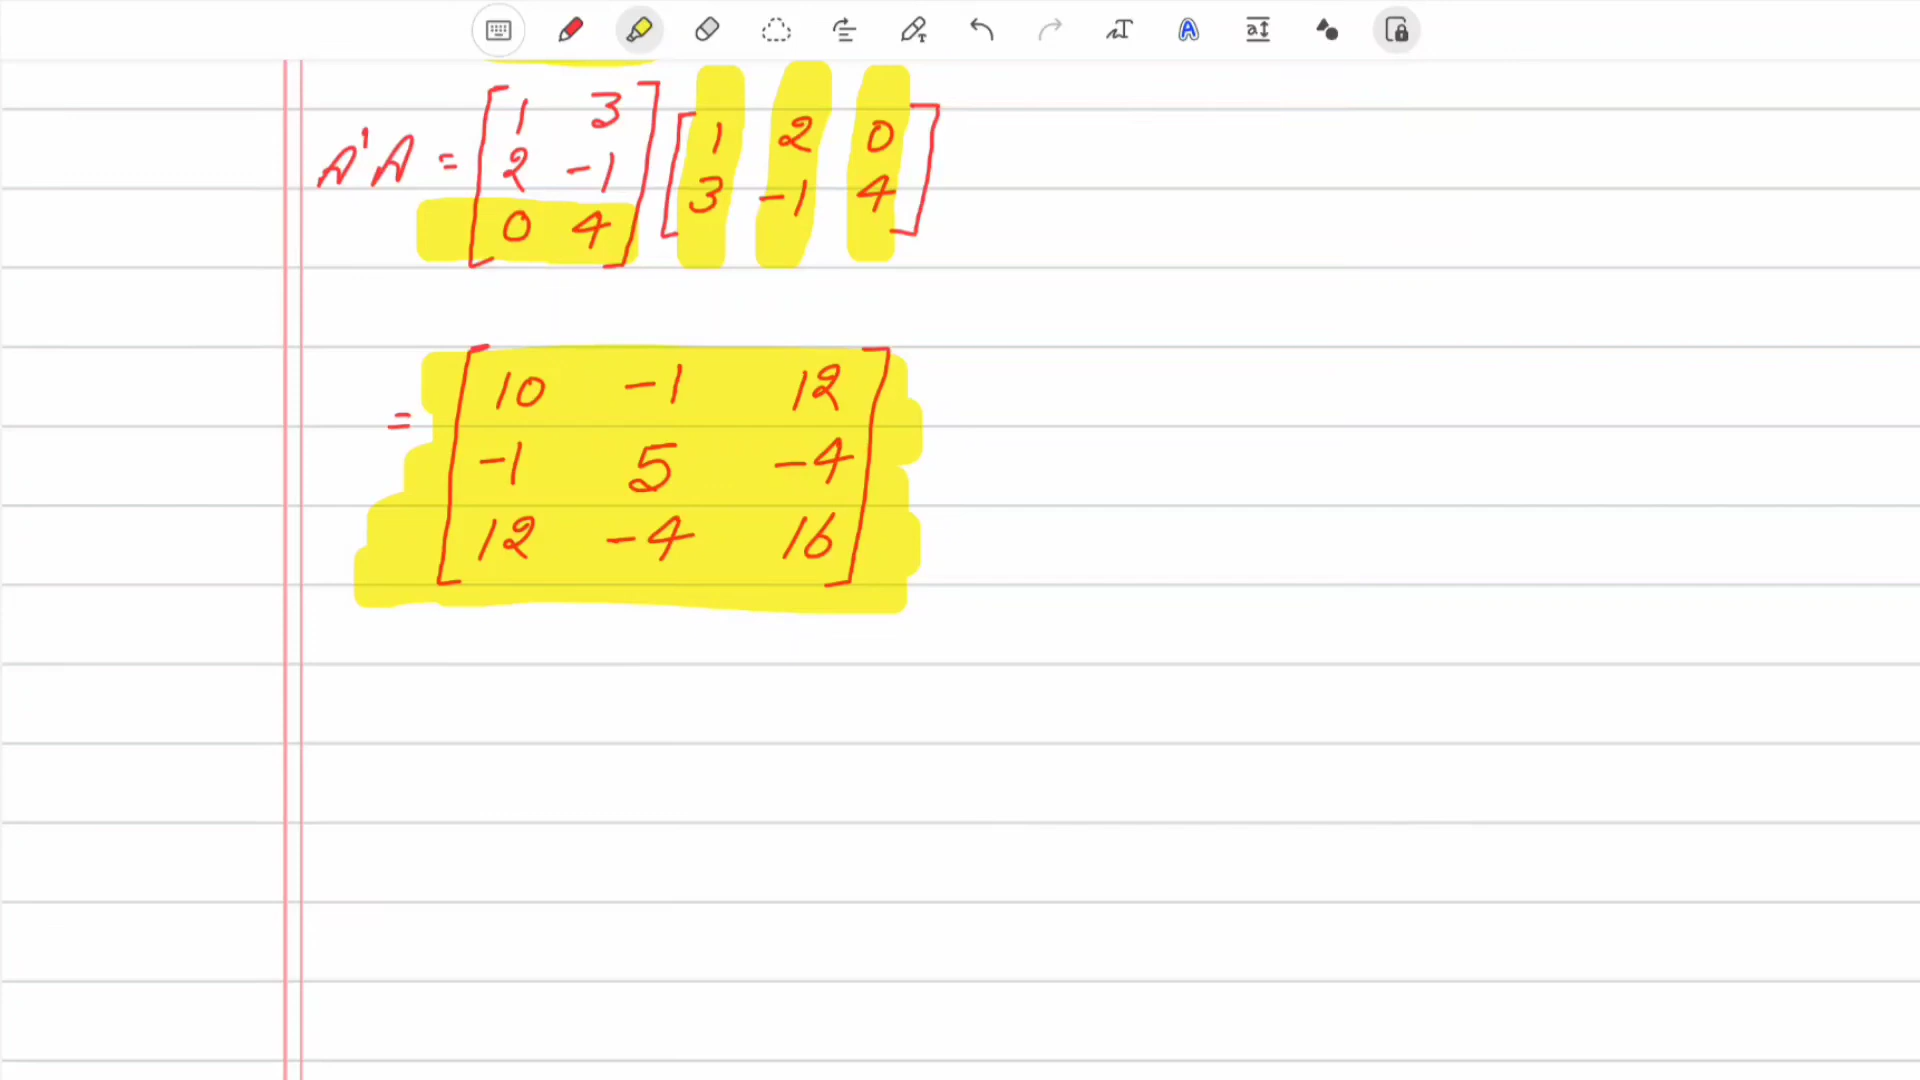 A'A = [1 3 [1 2 0
2 -1 3 -1 4]
0 4]
= [10 -1 12
-1 5 -4
12 -4 16]